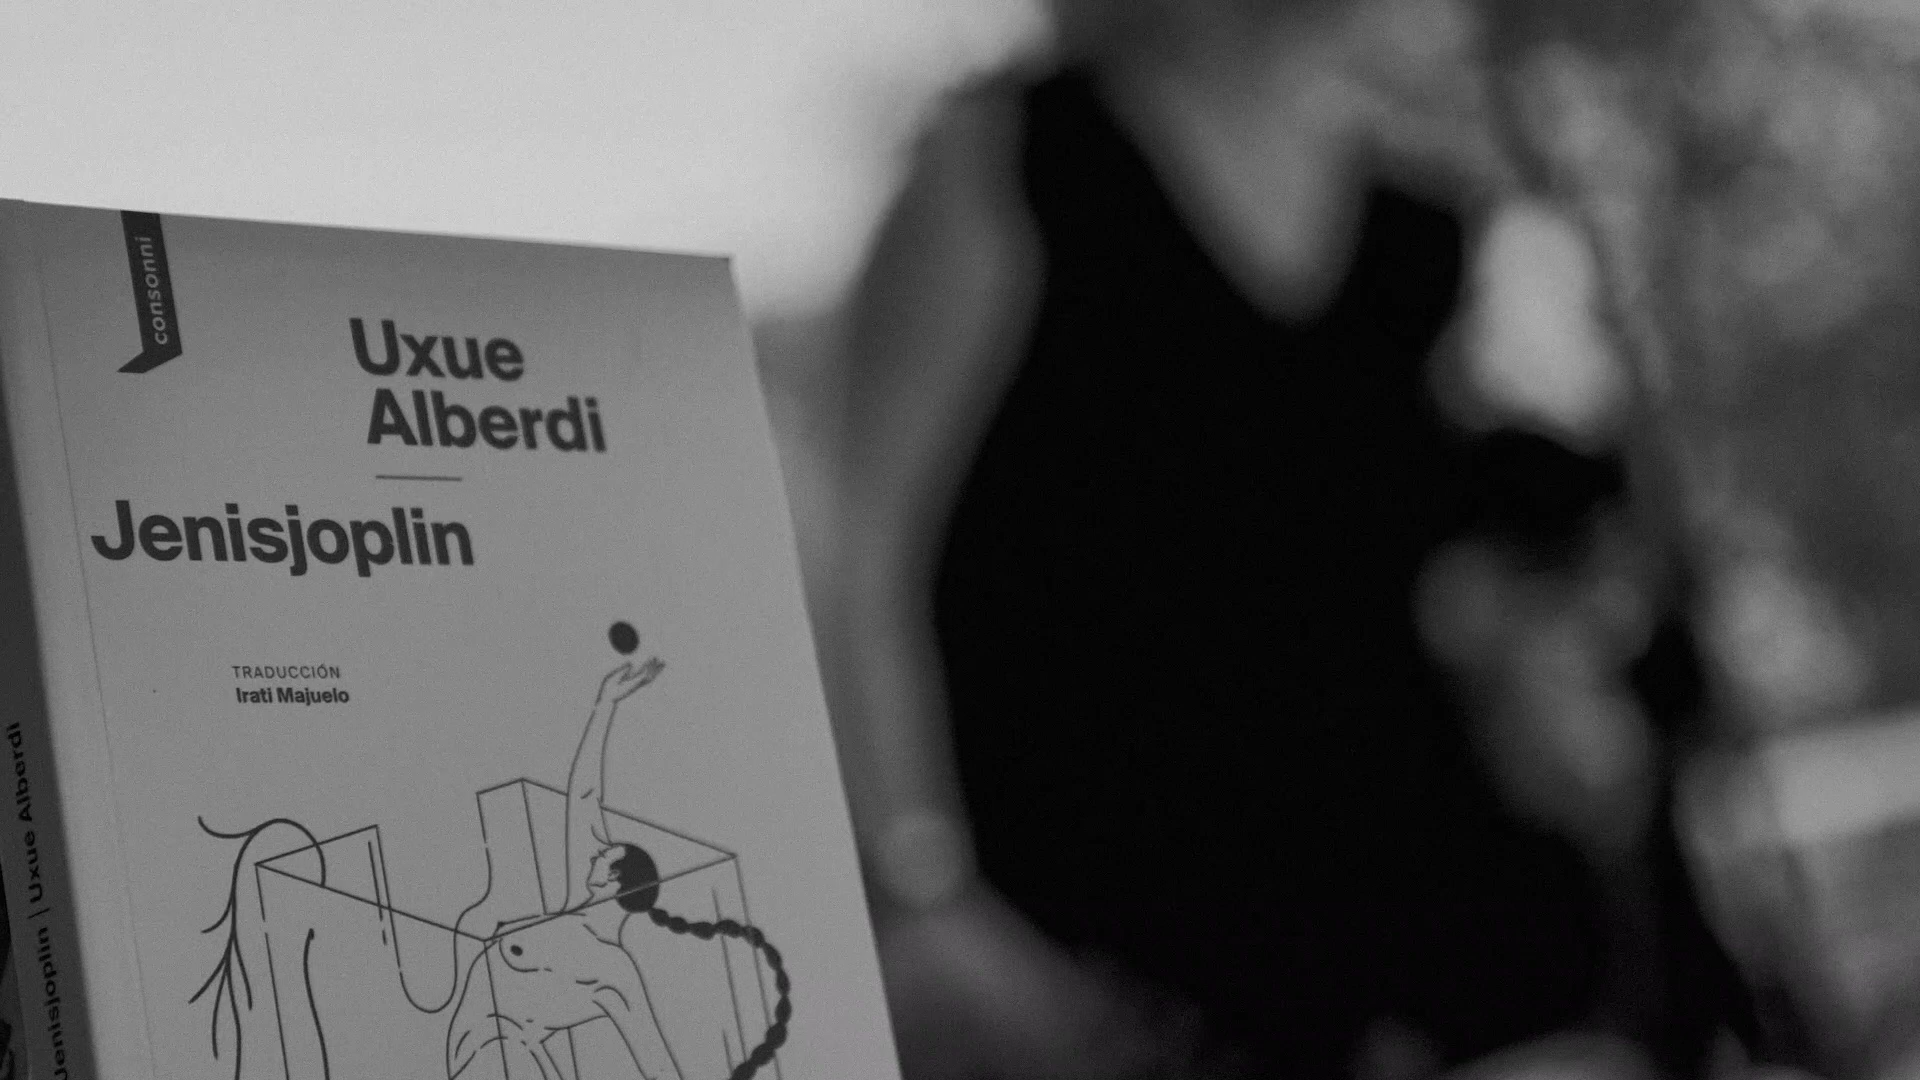 consonni
Uxue
Alberdi
Jenisjoplin
TRADUCCIÓN
Irati Majuelo
Jenisjoplin | Uxue Alberdi